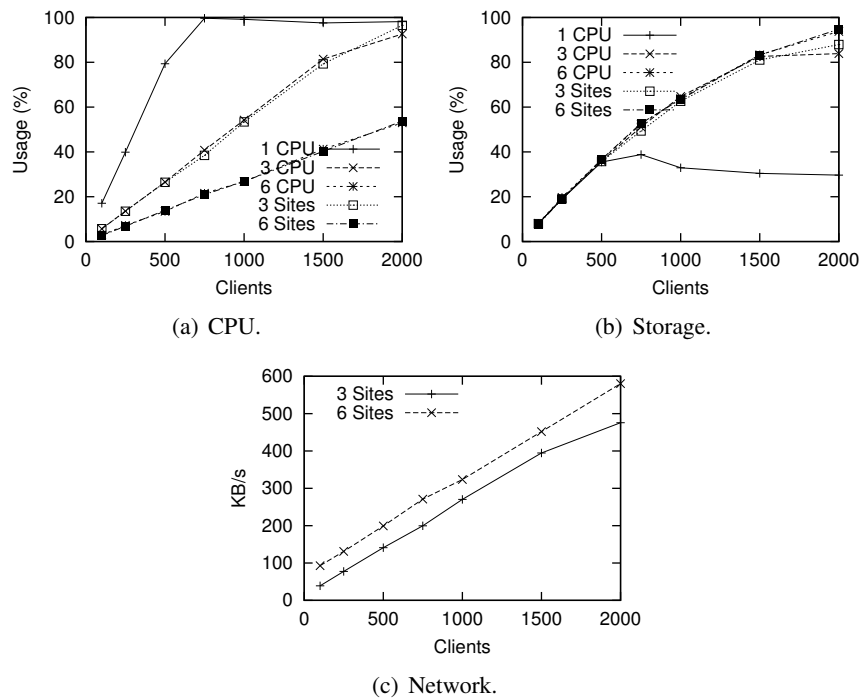 100
80
60
40
20
0
Usage (%)
1 CPU
3 CPU
6 CPU
3 Sites
6 Sites
0 500 1000 1500 2000
Clients
(a) CPU.
100
80
60
40
20
0
Usage (%)
1 CPU
3 CPU
6 CPU
3 Sites
6 Sites
0 500 1000 1500 2000
Clients
(b) Storage.
600
500
400
300
200
100
0
KB/s
3 Sites
6 Sites
0 500 1000 1500 2000
Clients
(c) Network.